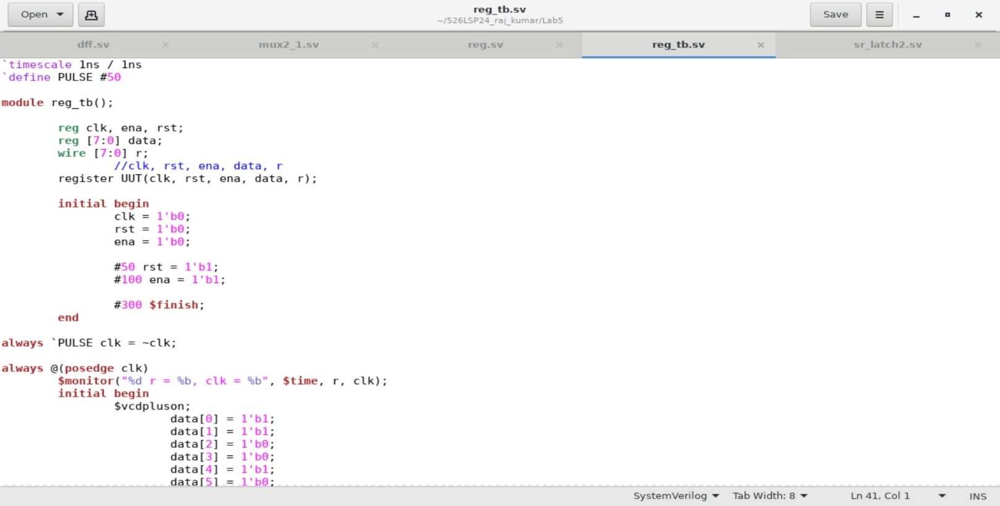 Open
reg_tb.sv
~/526LSP24_raj_kumar/Lab5
Save
dff.sv
mux2_1.sv
reg.sv
reg_tb.sv
sr_latch2.sv
`timescale 1ns / 1ns
`define PULSE #50
module reg_tb();
reg clk, ena, rst;
reg [7:0] data;
wire [7:0] r;
//clk, rst, ena, data, r
register UUT(clk, rst, ena, data, r);
initial begin
clk = 1'b0;
rst = 1'b0;
ena = 1'b0;
#50 rst = 1'b1;
#100 ena = 1'b1;
#300 $finish;
end
always `PULSE clk = ~clk;
always @(posedge clk)
$monitor("%d r = %b, clk = %b", $time, r, clk);
initial begin
$vcdpluson;
data[0] = 1'b1;
data[1] = 1'b1;
data[2] = 1'b0;
data[3] = 1'b0;
data[4] = 1'b1;
data[5] = 1'b0;
SystemVerilog
Tab Width: 8
Ln 41, Col 1
INS